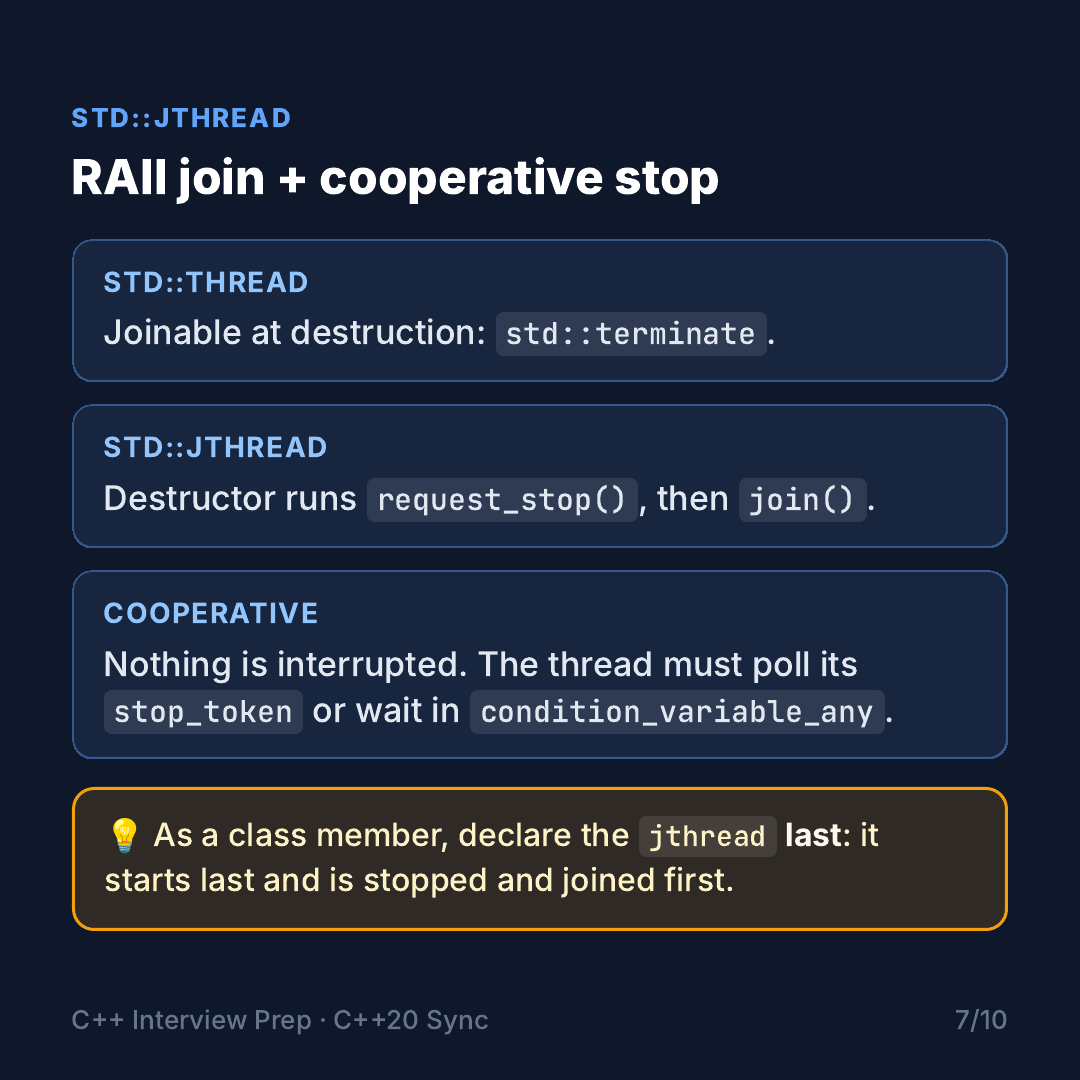 STD::JTHREAD
RAII join + cooperative stop
STD::THREAD
Joinable at destruction: std::terminate.
STD::JTHREAD
Destructor runs request_stop(), then join().
COOPERATIVE
Nothing is interrupted. The thread must poll its
stop_token or wait in condition_variable_any.
💡 As a class member, declare the jthread last: it
starts last and is stopped and joined first.
C++ Interview Prep · C++20 Sync
7/10